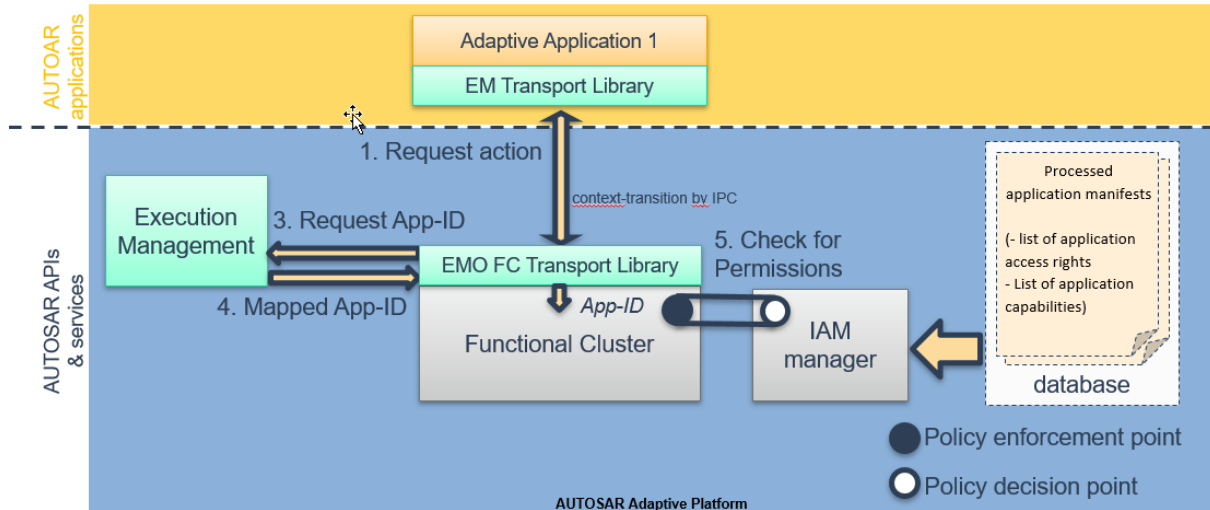 AUTOAR
applications
Adaptive Application 1
EM Transport Library
1. Request action
context-transition by IPC
AUTOSAR APIs
& services
Execution
Management
3. Request App-ID
4. Mapped App-ID
EMO FC Transport Library
App-ID
Functional Cluster
5. Check for
Permissions
IAM
manager
Processed
application manifests
(- list of application
access rights
- List of application
capabilities)
database
Policy enforcement point
Policy decision point
AUTOSAR Adaptive Platform